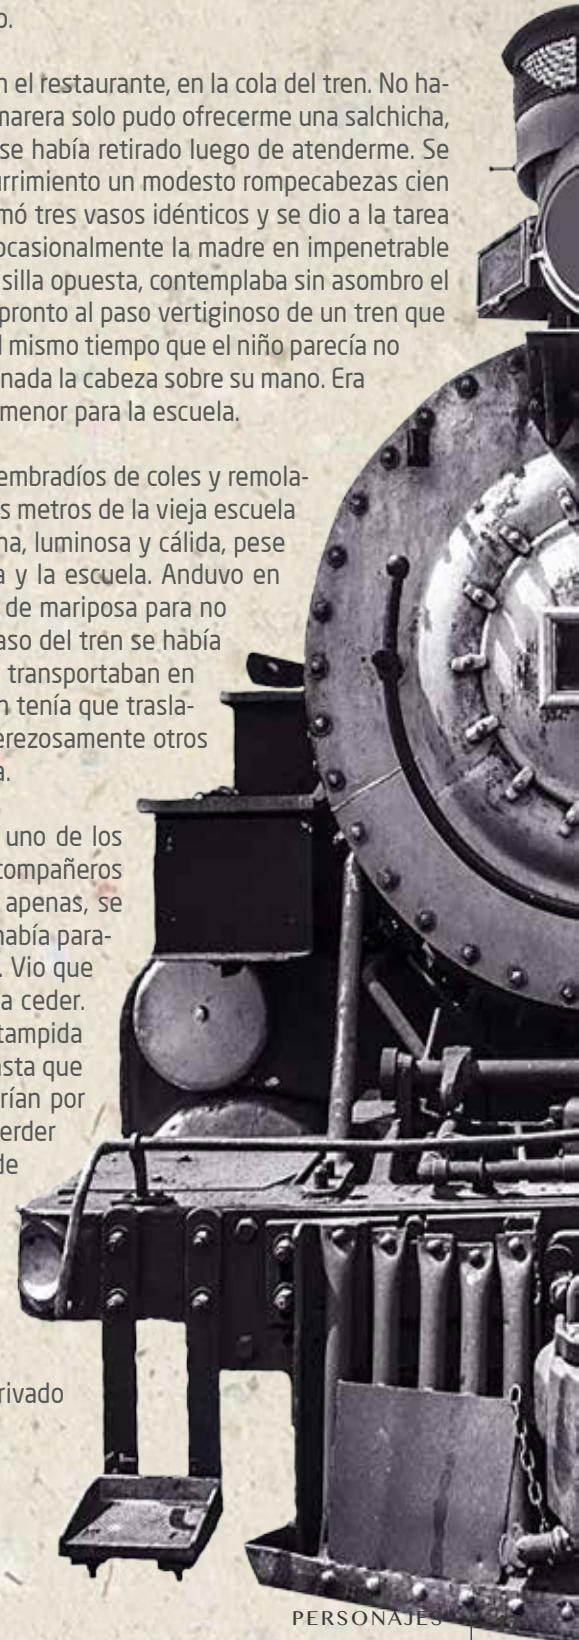 o.
n el restaurante, en la cola del tren. No ha-
marera solo pudo ofrecerme una salchicha,
se había retirado luego de atenderme. Se
urrimiento un modesto rompecabezas cien
mó tres vasos idénticos y se dio a la tarea
ocasionalmente la madre en impenetrable
silla opuesta, contemplaba sin asombro el
pronto al paso vertiginoso de un tren que
l mismo tiempo que el niño parecía no
nada la cabeza sobre su mano. Era
menor para la escuela.
embradíos de coles y remola-
s metros de la vieja escuela
na, luminosa y cálida, pese
a y la escuela. Anduvo en
de mariposa para no
aso del tren se había
transportaban en
n tenía que trasla-
erezosamente otros
a.
uno de los
compañeros
apenas, se
había para-
. Vio que
a ceder.
tampida
asta que
rían por
erder
de
rivado
PERSONAJES